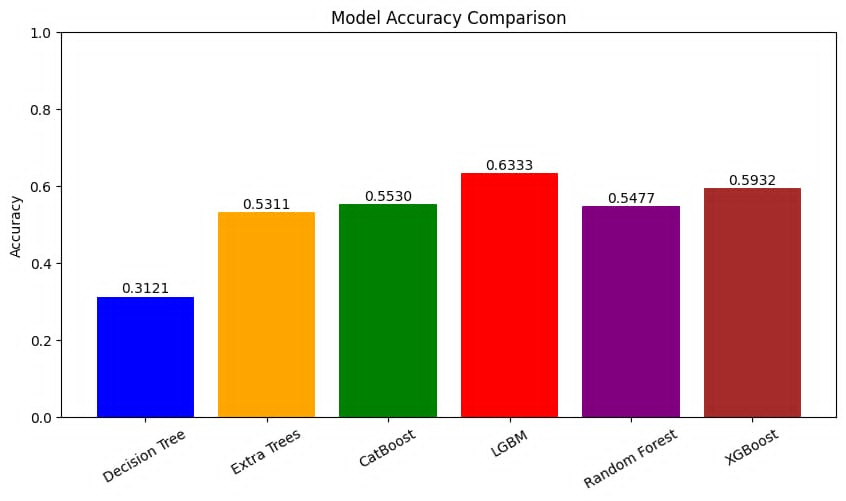 Model Accuracy Comparison
1.0
0.8
0.6
0.4
0.2
0.0
Accuracy
0.3121
0.5311
0.5530
0.6333
0.5477
0.5932
Decision Tree
Extra Trees
CatBoost
LGBM
Random Forest
XGBoost